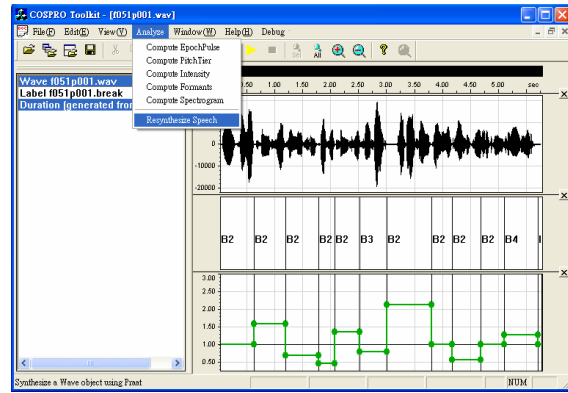 COSPRO Toolkit - [f051p001.wav]
File(F) Edit(E) View(V) Analyze Window(W) Help(H) Debug
Compute EpochPulse
Compute PitchTier
Compute Intensity
Compute Formants
Compute Spectrogram
Resynthesize Speech
Wave f051p001.wav
Label f051p001.break
Duration [generated from
.50 1.00 1.50 2.00 2.50 3.00 3.50 4.00 4.50 5.00 sec
0
-10000
-20000
B2 B2 B2 B2 B2 B3 B2 B2 B2 B2 B4
3.00
2.50
2.00
1.50
1.00
0.50
Synthesize a Wave object using Praat
NUM